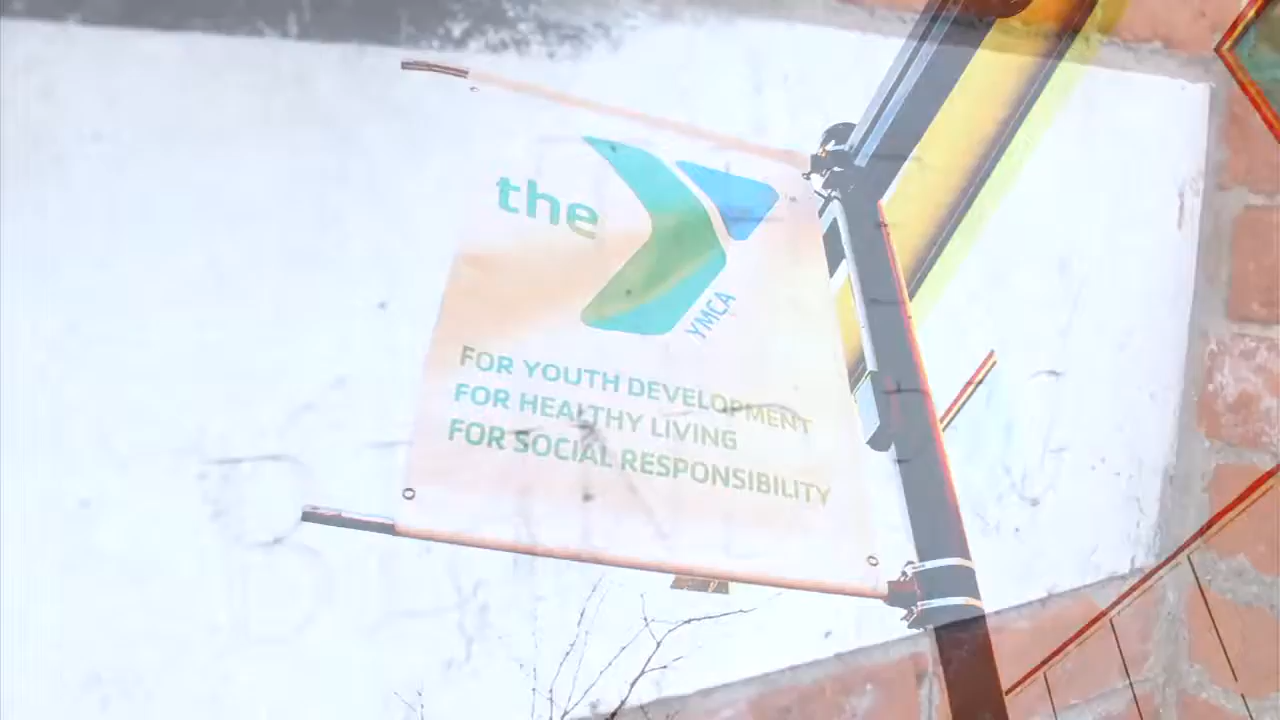 the
YMCA
FOR YOUTH DEVELOPMENT
FOR HEALTHY LIVING
FOR SOCIAL RESPONSIBILITY